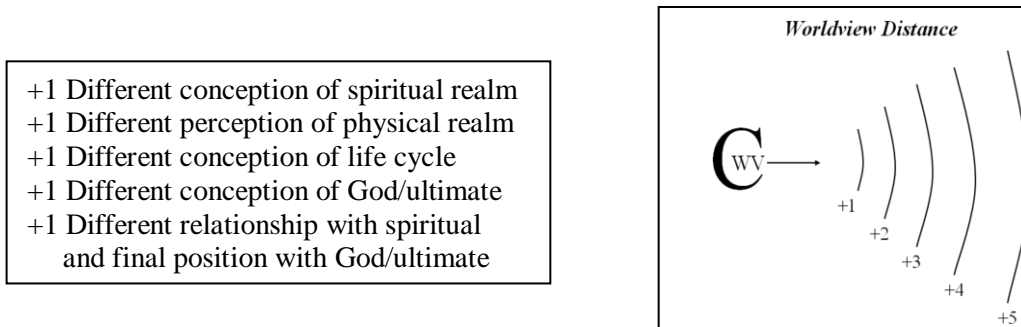 +1 Different conception of spiritual realm
+1 Different perception of physical realm
+1 Different conception of life cycle
+1 Different conception of God/ultimate
+1 Different relationship with spiritual
and final position with God/ultimate
Worldview Distance
C WV
+1
+2
+3
+4
+5